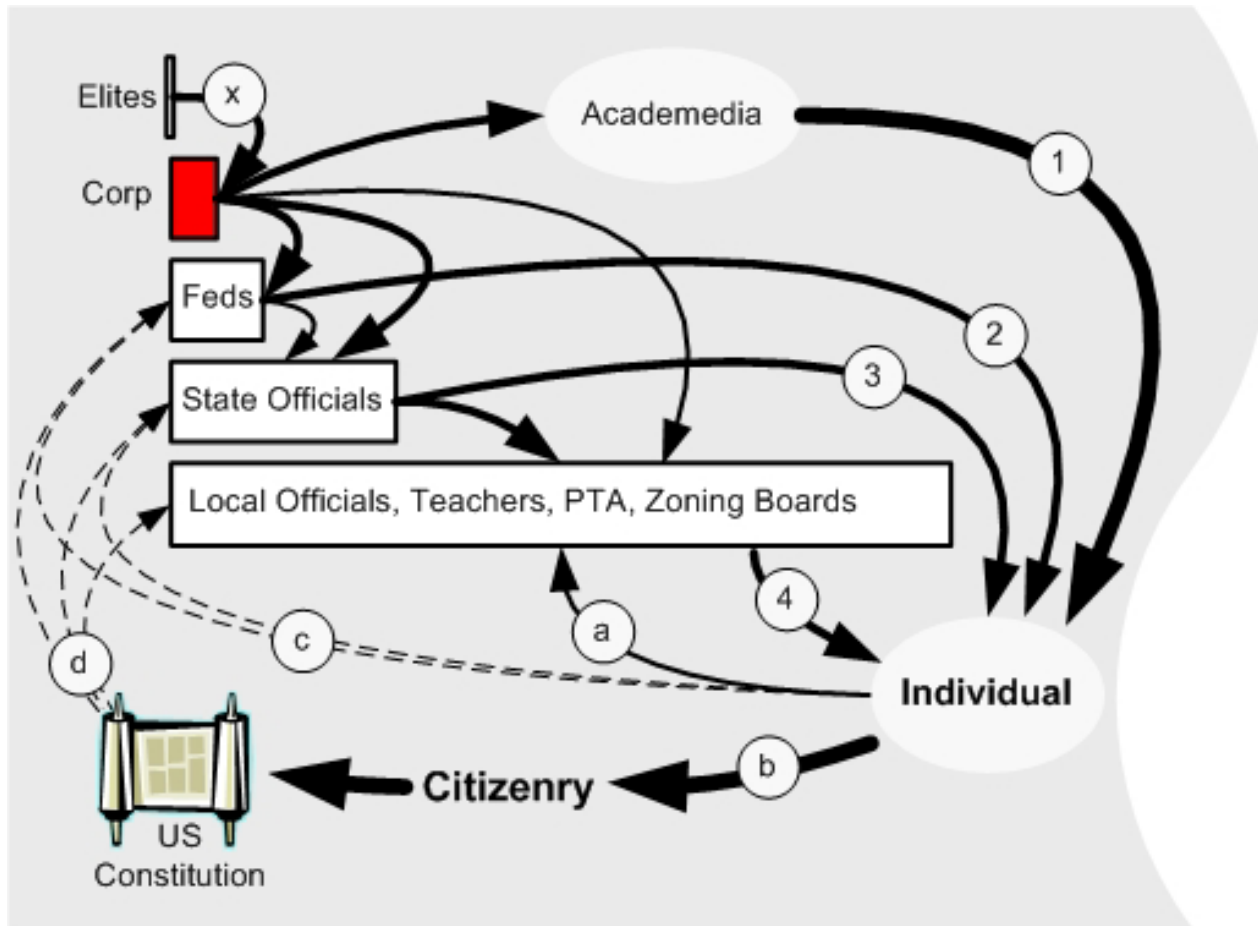 Elites
x
Academedia
1
Corp
Feds
2
State Officials
3
Local Officials, Teachers, PTA, Zoning Boards
4
a
c
d
Individual
b
Citizenry
US
Constitution